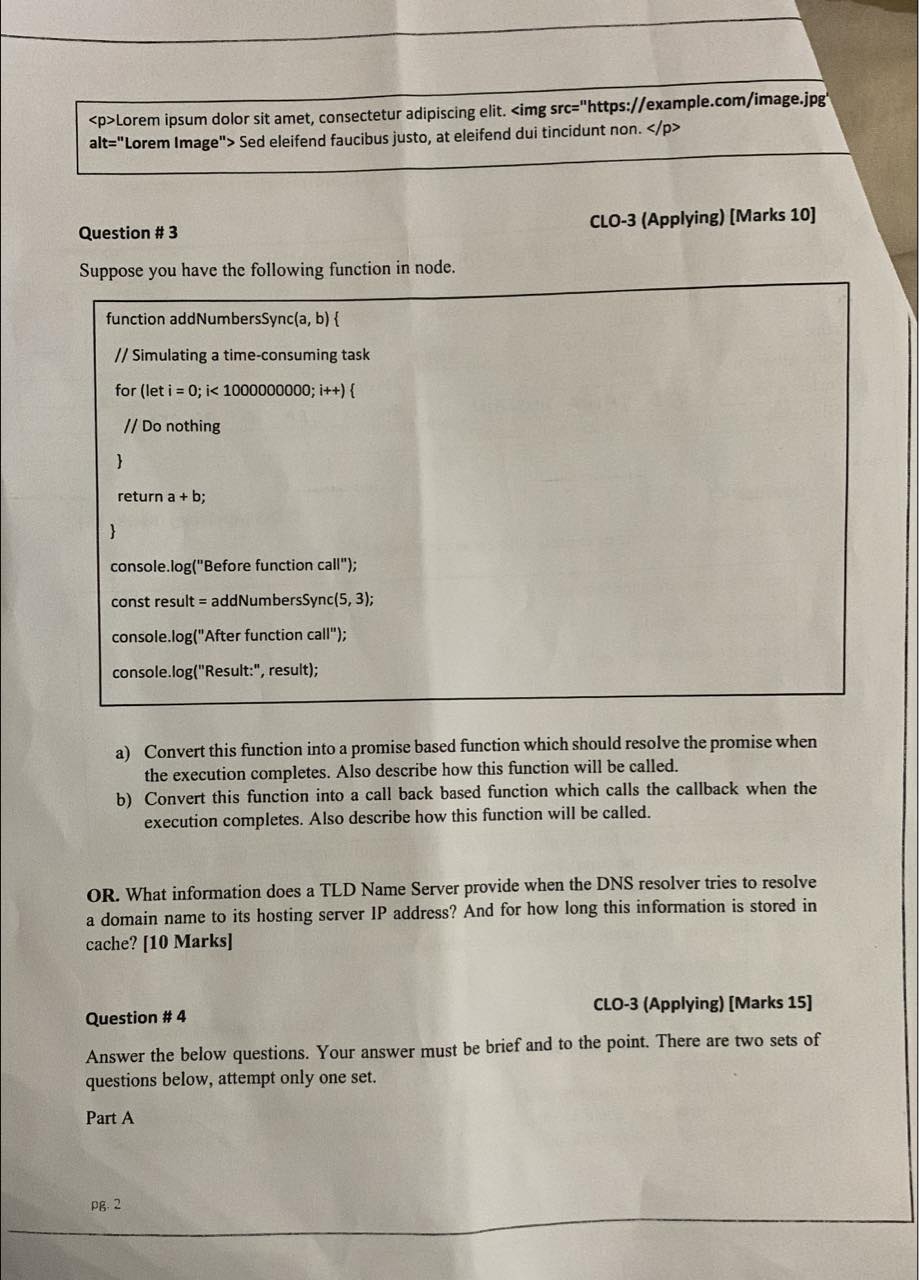 <p>Lorem ipsum dolor sit amet, consectetur adipiscing elit. <img src="https://example.com/image.jpg"
alt="Lorem Image"> Sed eleifend faucibus justo, at eleifend dui tincidunt non. </p>
Question # 3 CLO-3 (Applying) [Marks 10]
Suppose you have the following function in node.
function addNumbersSync(a, b) {
// Simulating a time-consuming task
for (let i = 0; i< 1000000000; i++) {
// Do nothing
}
return a + b;
}
console.log("Before function call");
const result = addNumbersSync(5, 3);
console.log("After function call");
console.log("Result:", result);
a) Convert this function into a promise based function which should resolve the promise when
the execution completes. Also describe how this function will be called.
b) Convert this function into a call back based function which calls the callback when the
execution completes. Also describe how this function will be called.
OR. What information does a TLD Name Server provide when the DNS resolver tries to resolve
a domain name to its hosting server IP address? And for how long this information is stored in
cache? [10 Marks]
Question # 4 CLO-3 (Applying) [Marks 15]
Answer the below questions. Your answer must be brief and to the point. There are two sets of
questions below, attempt only one set.
Part A
pg. 2